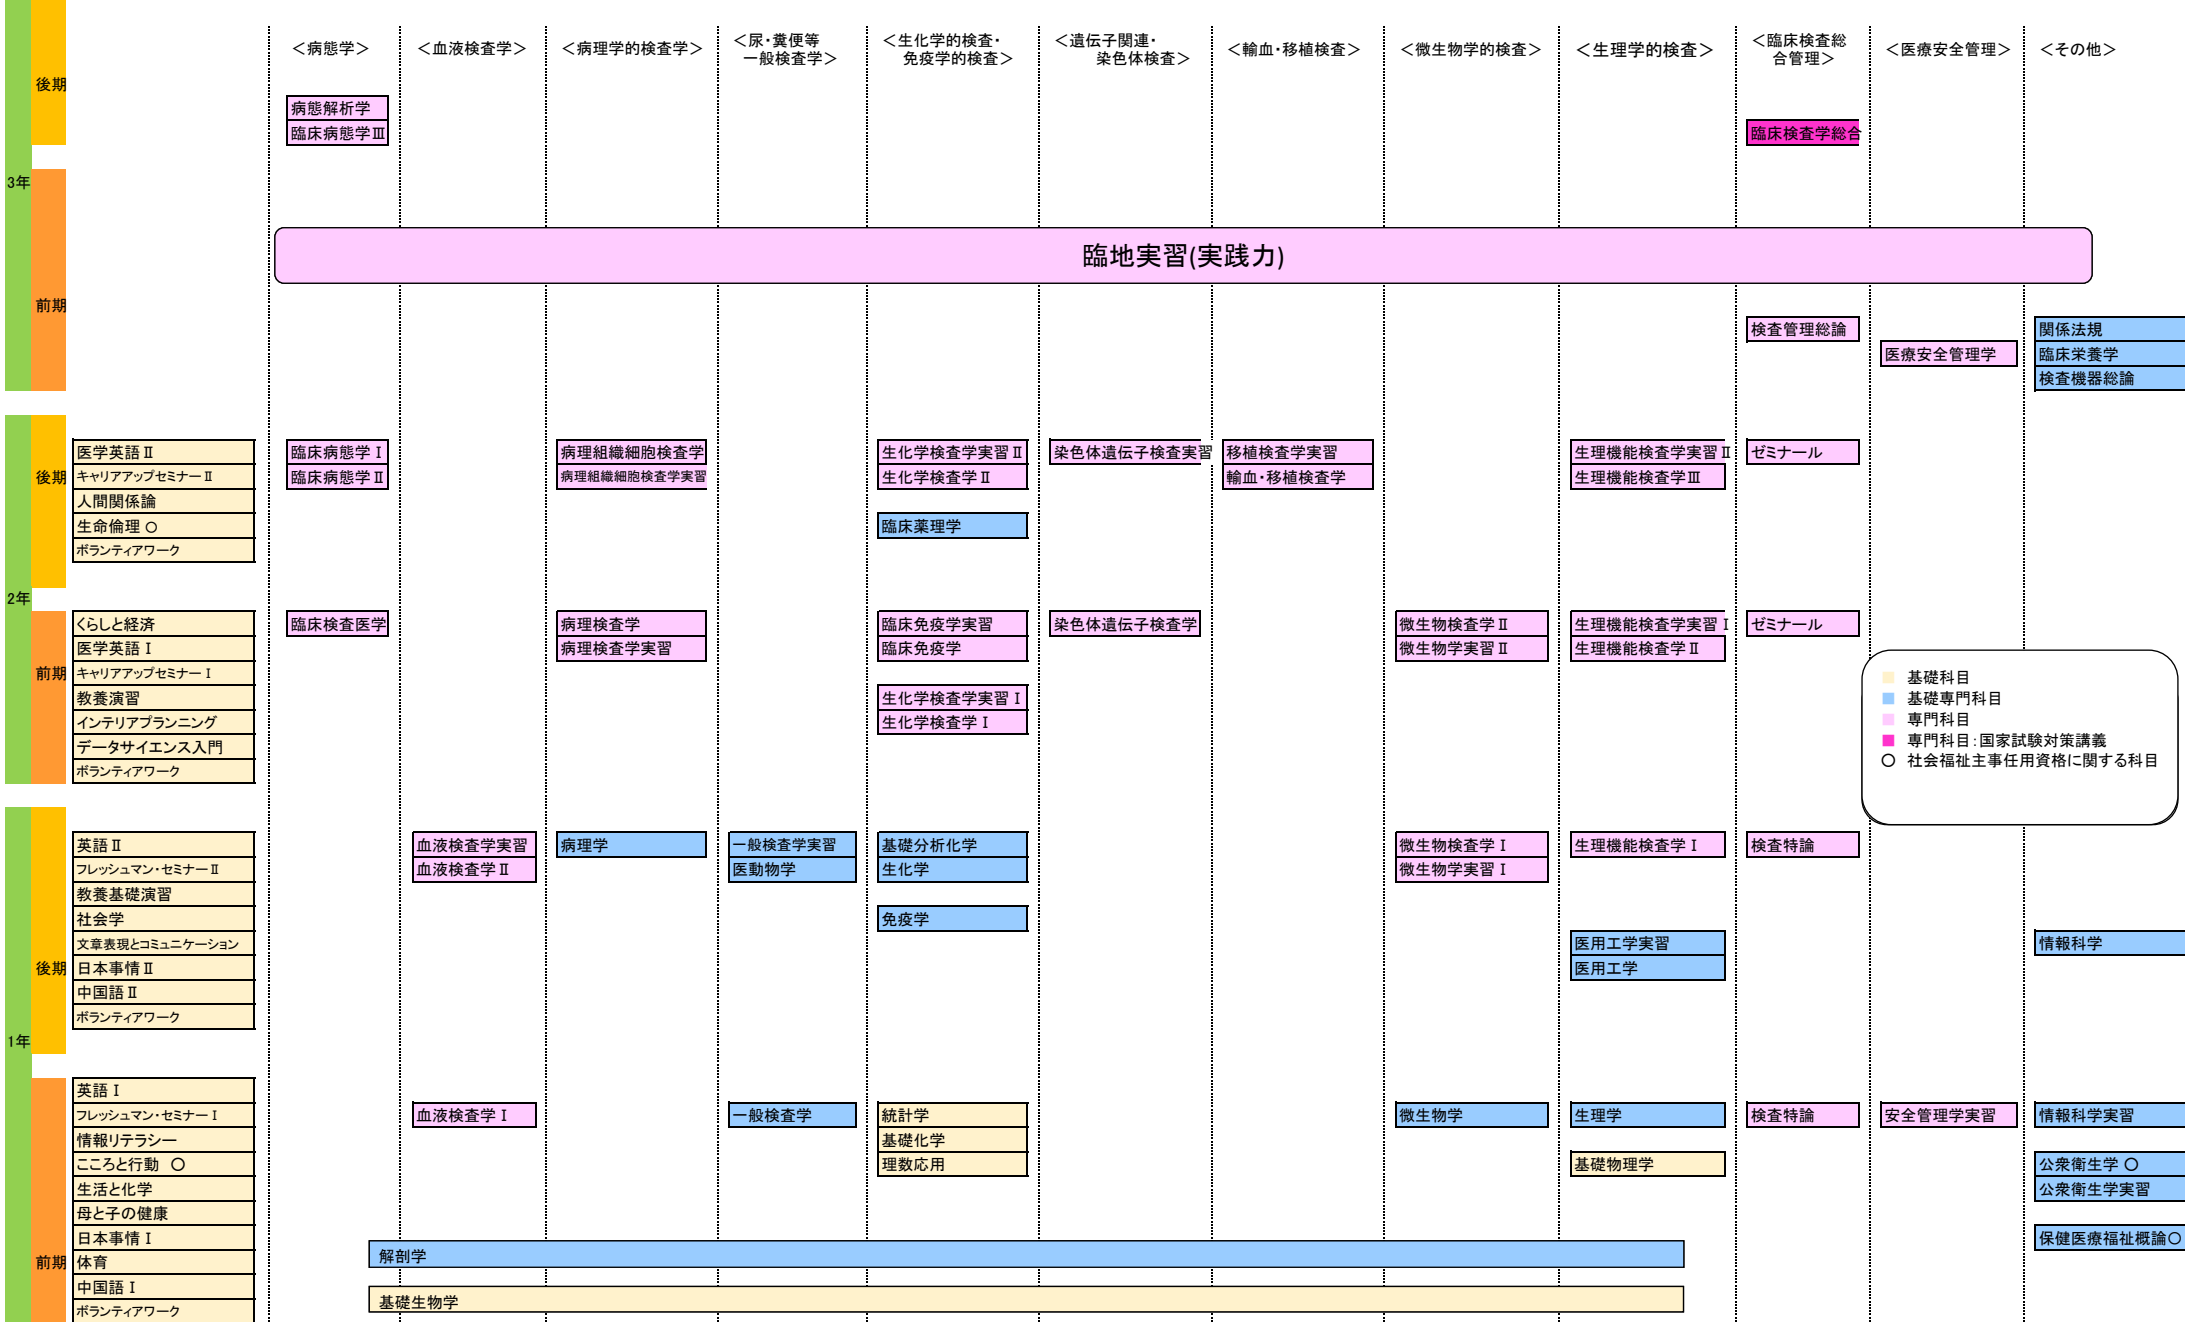 ＜病態学＞
＜血液検査学＞
＜病理学的検査学＞
＜尿・糞便等
一般検査学＞
＜生化学的検査・
免疫学的検査＞
＜遺伝子関連・
染色体検査＞
＜輸血・移植検査＞
＜微生物学的検査＞
＜生理学的検査＞
＜臨床検査総
合管理＞
＜医療安全管理＞
＜その他＞
3年
後期
病態解析学
臨床病態学Ⅲ
臨床検査学総合
前期
臨地実習(実践力)
検査管理総論
医療安全管理学
関係法規
臨床栄養学
検査機器総論
2年
後期
医学英語Ⅱ
キャリアアップセミナーⅡ
人間関係論
生命倫理 ○
ボランティアワーク
臨床病態学Ⅰ
臨床病態学Ⅱ
病理組織細胞検査学
病理組織細胞検査学実習
生化学検査学実習Ⅱ
生化学検査学Ⅱ
臨床薬理学
染色体遺伝子検査実習
移植検査学実習
輸血・移植検査学
生理機能検査学実習Ⅱ
生理機能検査学Ⅲ
ゼミナール
前期
くらしと経済
医学英語Ⅰ
キャリアアップセミナーⅠ
教養演習
インテリアプランニング
データサイエンス入門
ボランティアワーク
臨床検査医学
病理検査学
病理検査学実習
臨床免疫学実習
臨床免疫学
生化学検査学実習Ⅰ
生化学検査学Ⅰ
染色体遺伝子検査学
微生物検査学Ⅱ
微生物学実習Ⅱ
生理機能検査学実習Ⅰ
生理機能検査学Ⅱ
ゼミナール
基礎科目
基礎専門科目
専門科目
専門科目：国家試験対策講義
○ 社会福祉主事任用資格に関する科目
1年
後期
英語Ⅱ
フレッシュマン・セミナーⅡ
教養基礎演習
社会学
文章表現とコミュニケーション
日本事情Ⅱ
中国語Ⅱ
ボランティアワーク
血液検査学実習
血液検査学Ⅱ
病理学
一般検査学実習
医動物学
基礎分析化学
生化学
免疫学
微生物検査学Ⅰ
微生物学実習Ⅰ
生理機能検査学Ⅰ
医用工学実習
医用工学
検査特論
情報科学
前期
英語Ⅰ
フレッシュマン・セミナーⅠ
情報リテラシー
こころと行動 ○
生活と化学
母と子の健康
日本事情Ⅰ
体育
中国語Ⅰ
ボランティアワーク
血液検査学Ⅰ
一般検査学
統計学
基礎化学
理数応用
微生物学
生理学
基礎物理学
検査特論
安全管理学実習
情報科学実習
公衆衛生学 ○
公衆衛生学実習
保健医療福祉概論○
解剖学
基礎生物学